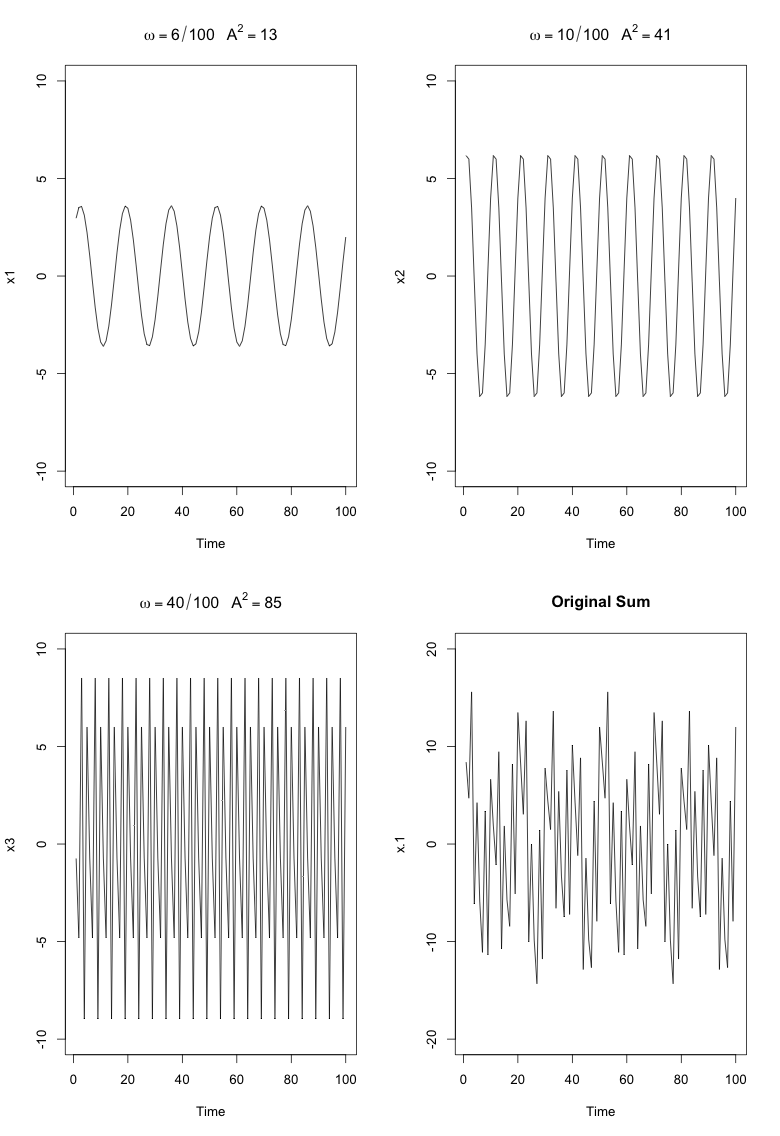 ω = 6/100 A² = 13
10
5
0
-5
-10
x1
0 20 40 60 80 100
Time
ω = 10/100 A² = 41
10
5
0
-5
-10
x2
0 20 40 60 80 100
Time
ω = 40/100 A² = 85
10
5
0
-5
-10
x3
0 20 40 60 80 100
Time
Original Sum
20
10
0
-10
-20
x.1
0 20 40 60 80 100
Time